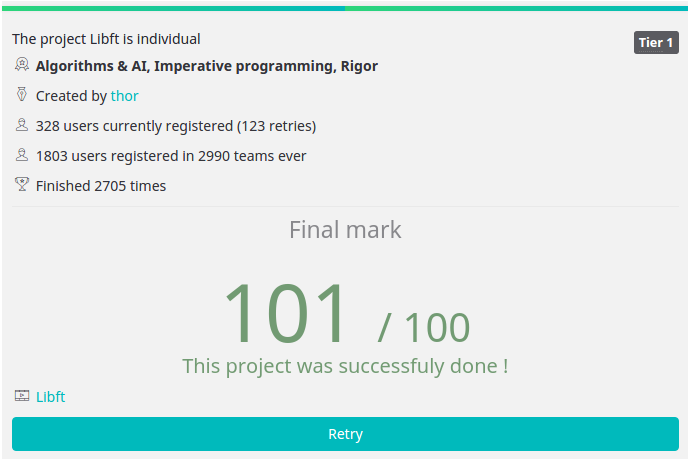 The project Libft is individual
Tier 1
Algorithms & AI, Imperative programming, Rigor
Created by thor
328 users currently registered (123 retries)
1803 users registered in 2990 teams ever
Finished 2705 times
Final mark
101 / 100
This project was successfuly done !
Libft
Retry